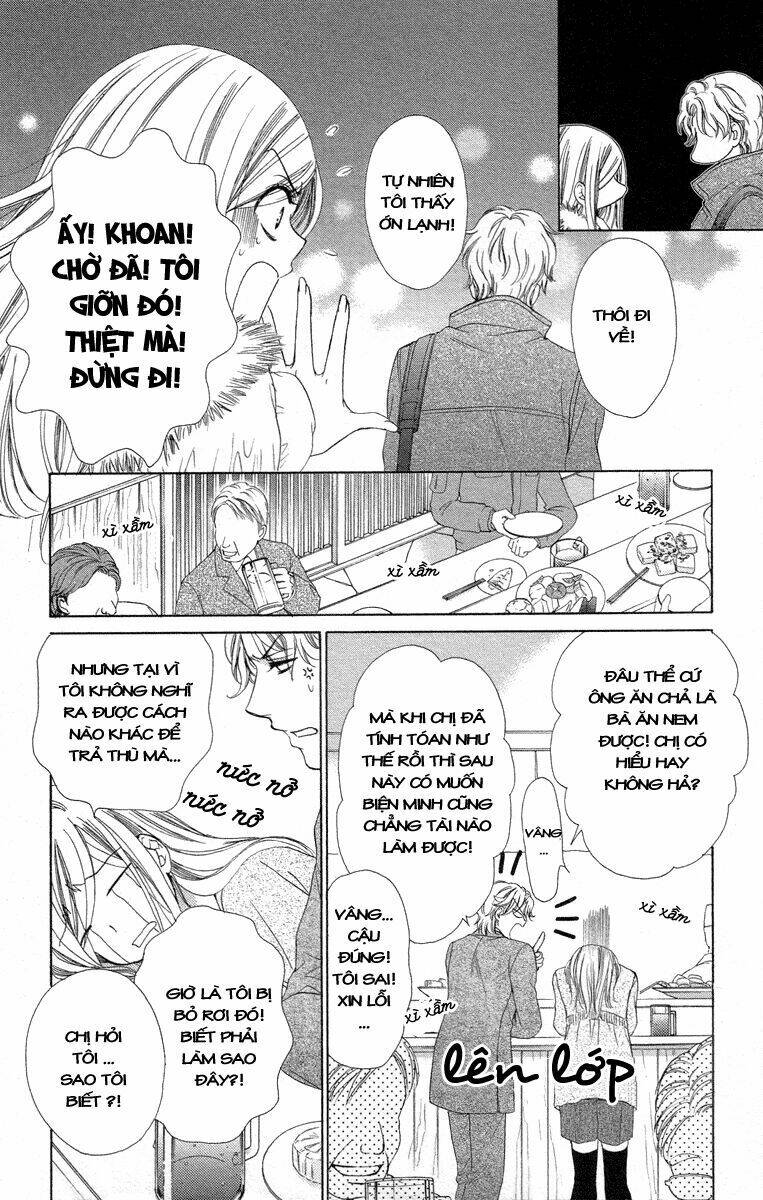 THÔI ĐI
VỀ!
TỰ NHIÊN
TÔI THẤY
ỚN LẠNH!
ẤY! KHOAN!
CHỜ ĐÃ! TÔI
GIỠN ĐÓ!
THIỆT MÀ!
ĐỪNG ĐI!
xì xầm
xì xầm
xì xầm
ĐÂU THỂ CỨ
ÔNG ĂN CHẢ LÀ
BÀ ĂN NEM
ĐƯỢC! CHỊ CÓ
HIỂU HAY
KHÔNG HẢ?
VÂNG
...
MÀ KHI CHỊ ĐÃ
TÍNH TÓAN NHƯ
THẾ RỒI THÌ SAU
NÀY CÓ MUỐN
BIỆN MINH CŨNG
CHẲNG TÀI NÀO
LÀM ĐƯỢC!
VÂNG...
CẬU
ĐÚNG!
TÔI SAI!
XIN LỖI
...
xì xầm
xì xầm
lên lớp
NHƯNG TẠI VÌ
TÔI KHÔNG NGHĨ
RA ĐƯỢC CÁCH
NÀO KHÁC ĐỂ
TRẢ THÙ MÀ...
nức nở
nức nở
GIỜ LÀ TÔI BỊ
BỎ RƠI ĐÓ!
BIẾT PHẢI
LÀM SAO
ĐÂY?!
CHỊ HỎI
TÔI ...
SAO TÔI
BIẾT ?!